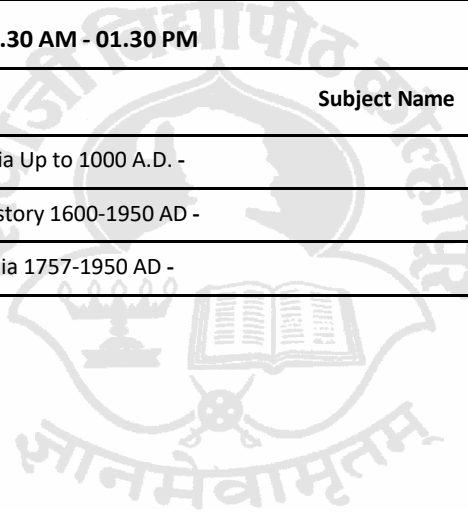 .30 AM - 01.30 PM
Subject Name
ia Up to 1000 A.D. -
story 1600-1950 AD -
ia 1757-1950 AD -
ज्ञानमेवामृतम्